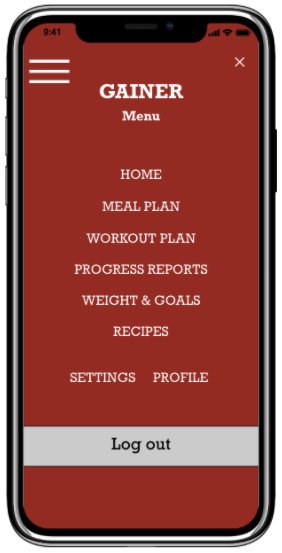 9:41
GAINER
Menu
HOME
MEAL PLAN
WORKOUT PLAN
PROGRESS REPORTS
WEIGHT & GOALS
RECIPES
SETTINGS PROFILE
Log out